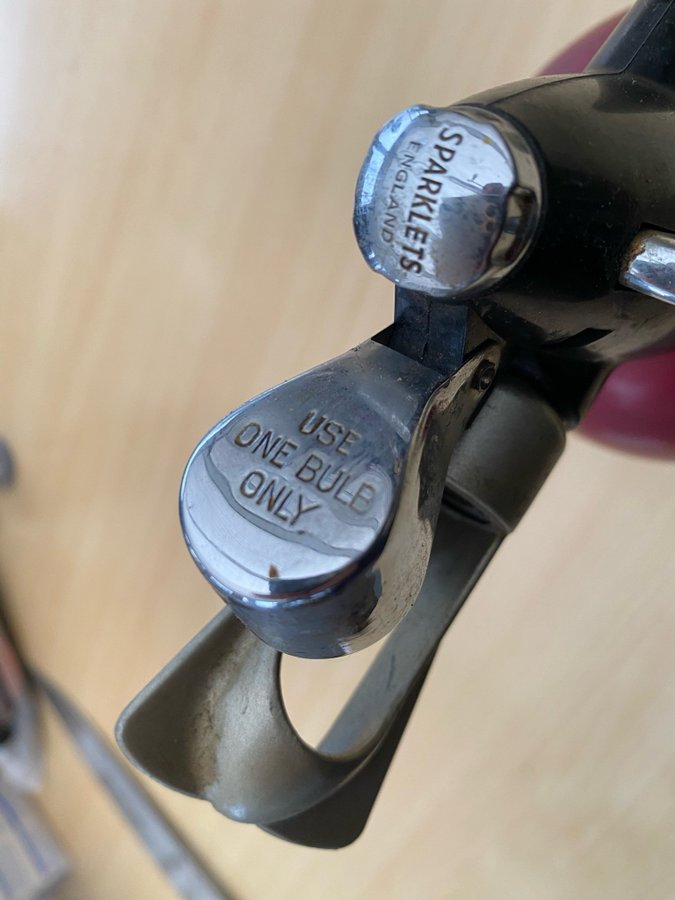 SPARKLETS
ENGLAND
USE
ONE BULB
ONLY